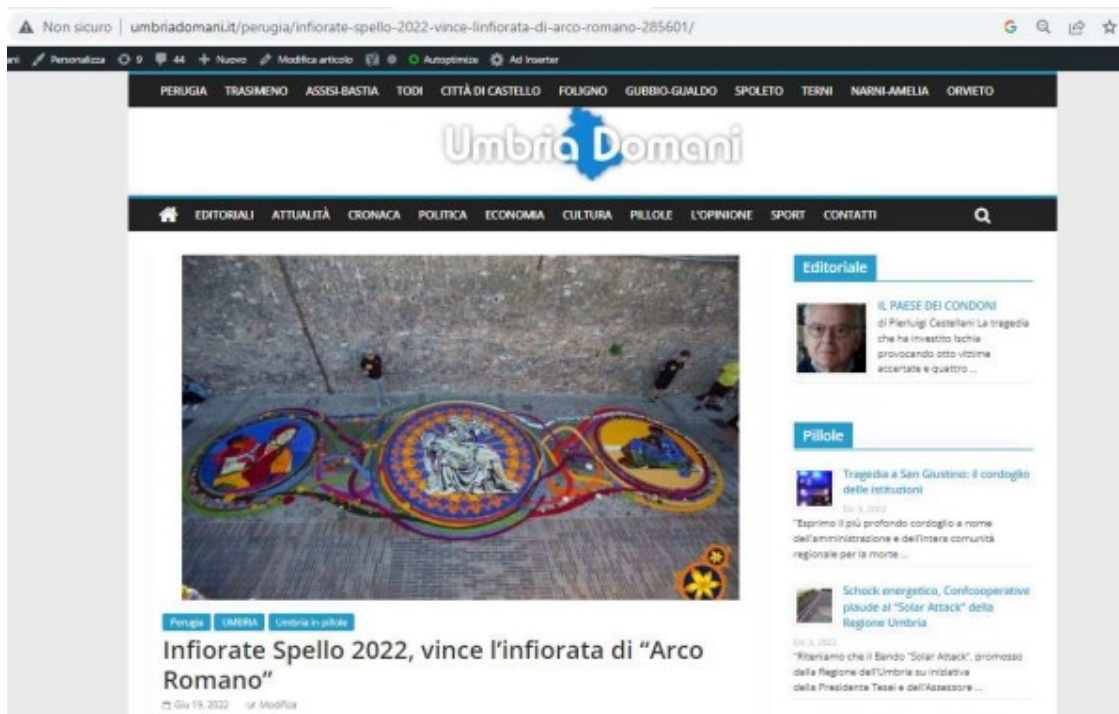 Non sicuro | umbriadomani.it/perugia/infiorate-spello-2022-vince-linfiorata-di-arco-romano-285601/
Personalizza 9 44 + Nuovo Modifica articolo Autoptimize Ad Inserter
PERUGIA TRASIMENO ASSISI-BASTIA TODI CITTÀ DI CASTELLO FOLIGNO GUBBIO-GUALDO SPOLETO TERNI NARNI-AMELIA ORVIETO
Umbria Domani
EDITORIALI ATTUALITÀ CRONACA POLITICA ECONOMIA CULTURA PILLOLE L'OPINIONE SPORT CONTATTI
Perugia UMBRIA Umbria in pillole
Infiorate Spello 2022, vince l’infiorata di “Arco
Romano”
Giu 19, 2022 Modifica
Editoriale
IL PAESE DEI CONDONI
di Pierluigi Castellani La tragedia
che ha investito Ischia
provocando otto vittime
accertate e quattro ...
Pillole
Tragedia a San Giustino: il cordoglio
delle istituzioni
Dic 3, 2022
"Esprimo il più profondo cordoglio a nome
dell'amministrazione e dell'intera comunità
regionale per la morte ...
Schock energetico, Confcooperative
plaude al "Solar Attack" della
Regione Umbria
Dic 3, 2022
"Riteniamo che il Bando "Solar Attack", promosso
dalla Regione dell'Umbria su iniziativa
della Presidente Tesei e dell'Assessore ...